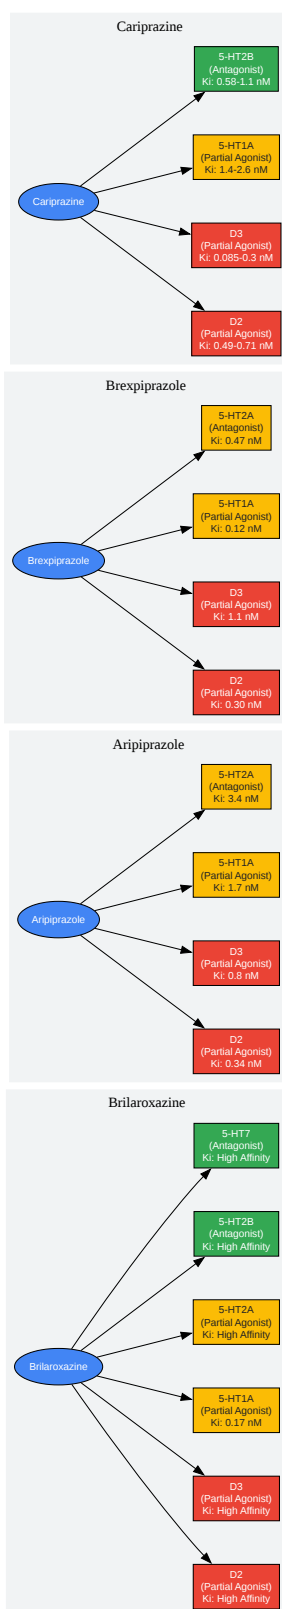 Cariprazine
5-HT2B
(Antagonist)
Ki: 0.58-1.1 nM
5-HT1A
(Partial Agonist)
Ki: 1.4-2.6 nM
Cariprazine
D3
(Partial Agonist)
Ki: 0.085-0.3 nM
D2
(Partial Agonist)
Ki: 0.49-0.71 nM
Brexpiprazole
5-HT2A
(Antagonist)
Ki: 0.47 nM
5-HT1A
(Partial Agonist)
Ki: 0.12 nM
Brexpiprazole
D3
(Partial Agonist)
Ki: 1.1 nM
D2
(Partial Agonist)
Ki: 0.30 nM
Aripiprazole
5-HT2A
(Antagonist)
Ki: 3.4 nM
5-HT1A
(Partial Agonist)
Ki: 1.7 nM
Aripiprazole
D3
(Partial Agonist)
Ki: 0.8 nM
D2
(Partial Agonist)
Ki: 0.34 nM
Brilaroxazine
5-HT7
(Antagonist)
Ki: High Affinity
5-HT2B
(Antagonist)
Ki: High Affinity
5-HT2A
(Partial Agonist)
Ki: High Affinity
Brilaroxazine
5-HT1A
(Partial Agonist)
Ki: 0.17 nM
D3
(Partial Agonist)
Ki: High Affinity
D2
(Partial Agonist)
Ki: High Affinity